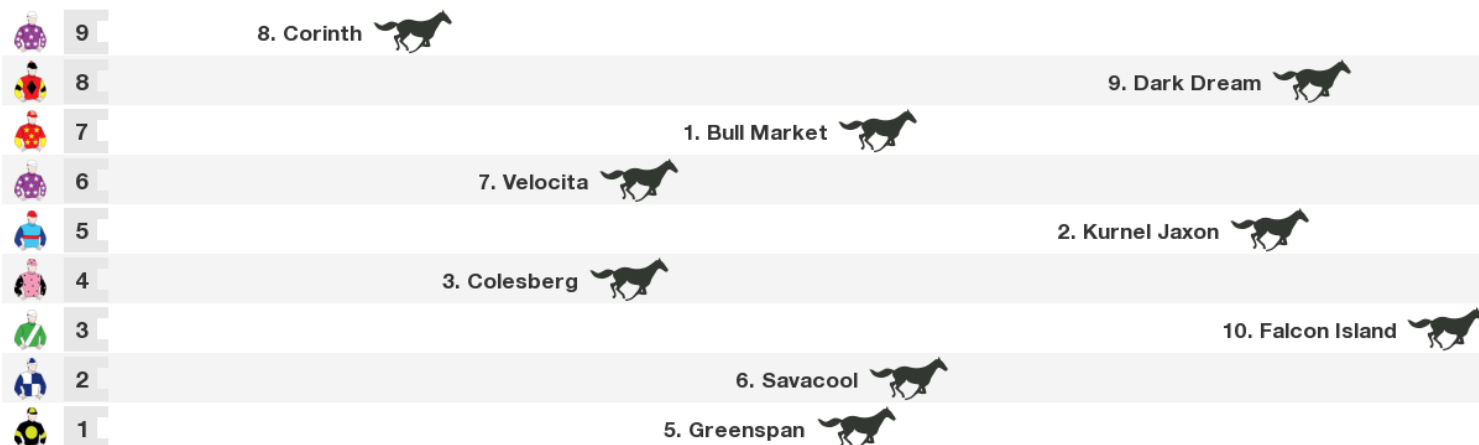 9 8. Corinth
8 9. Dark Dream
7 1. Bull Market
6 7. Velocita
5 2. Kurnel Jaxon
4 3. Colesberg
3 10. Falcon Island
2 6. Savacool
1 5. Greenspan